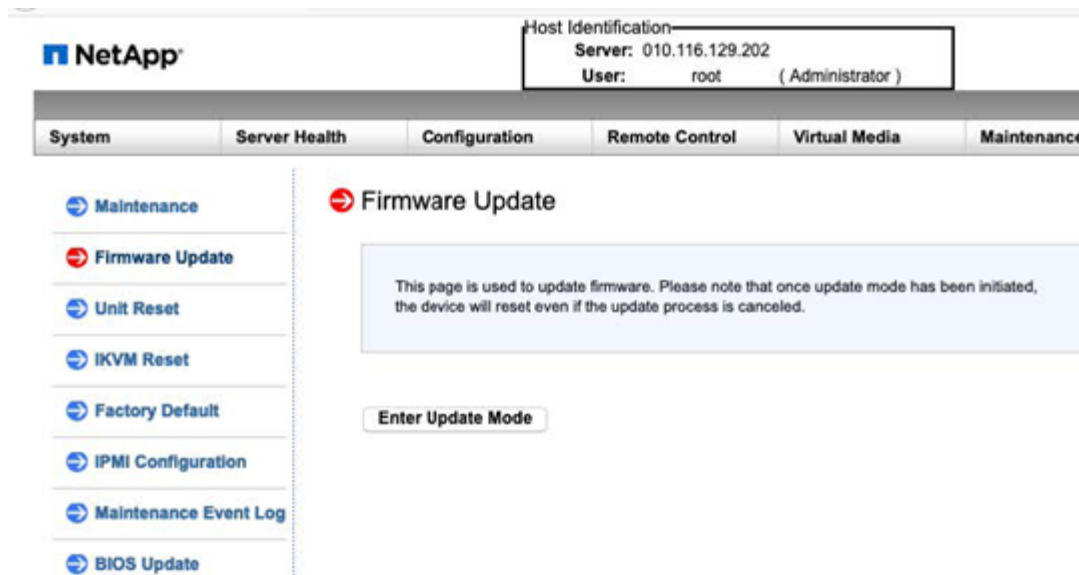 NetApp
Host Identification
Server: 010.116.129.202
User: root ( Administrator )
System Server Health Configuration Remote Control Virtual Media Maintenance
Maintenance
Firmware Update
Unit Reset
IKVM Reset
Factory Default
IPMI Configuration
Maintenance Event Log
BIOS Update
Firmware Update
This page is used to update firmware. Please note that once update mode has been initiated,
the device will reset even if the update process is canceled.
Enter Update Mode